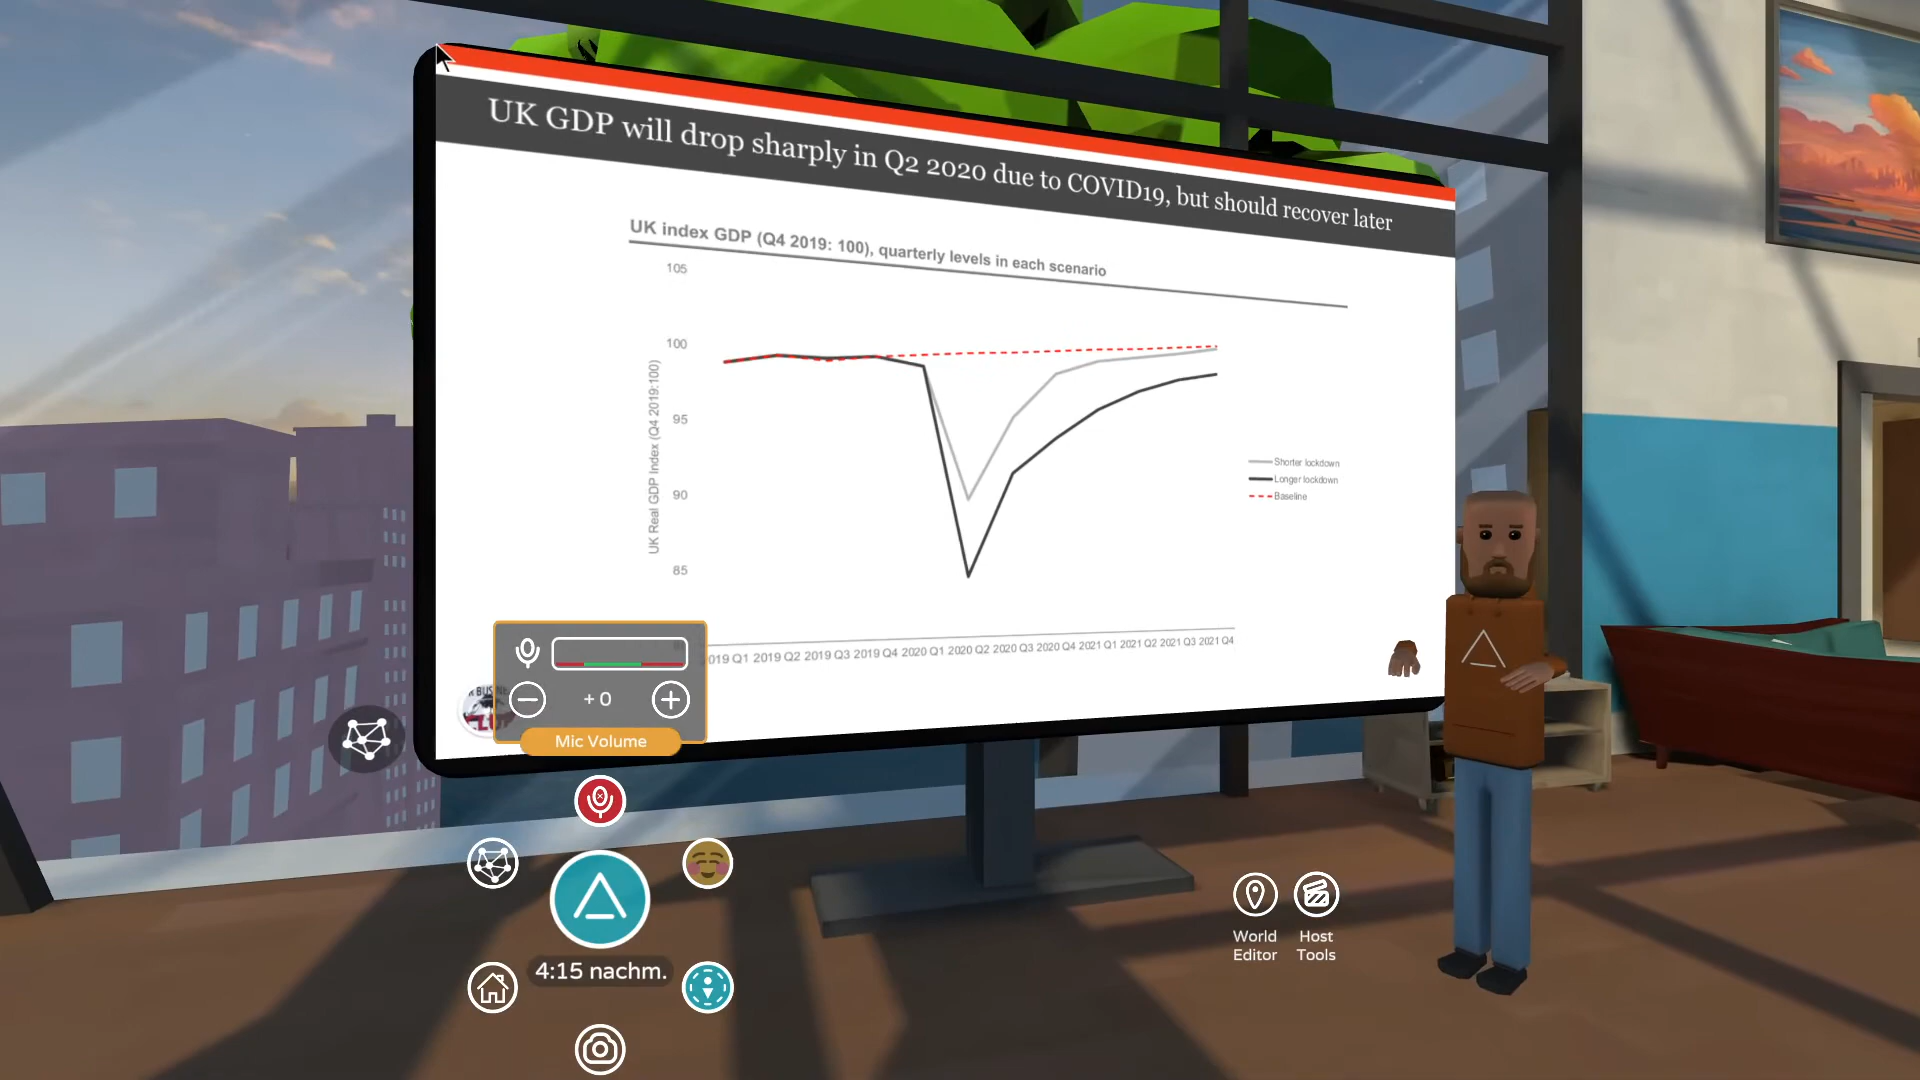 UK GDP will drop sharply in Q2 2020 due to COVID19, but should recover later
UK index GDP (Q4 2019: 100), quarterly levels in each scenario
105
100
95
90
85
UK Real GDP Index (Q4 2019:100)
Shorter lockdown
Longer lockdown
Baseline
2019 Q1 2019 Q2 2019 Q3 2019 Q4 2020 Q1 2020 Q2 2020 Q3 2020 Q4 2021 Q1 2021 Q2 2021 Q3 2021 Q4
+ 0
Mic Volume
4:15 nachm.
World
Editor
Host
Tools